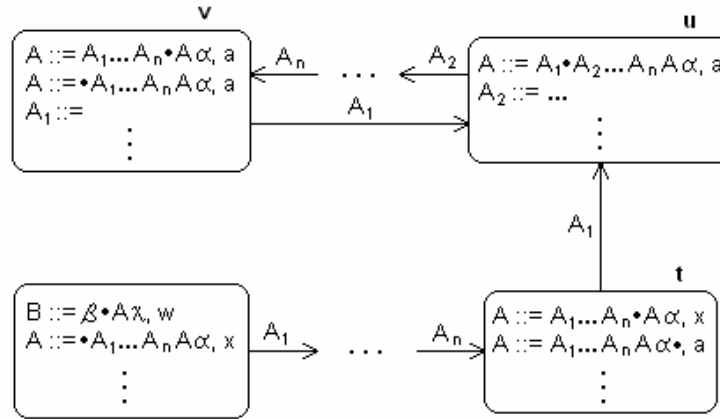 v
A ::= A₁...Aₙ•Aα, a
A ::= •A₁...AₙAα, a
A₁ ::=
⋮
Aₙ
...
A₂
A₁
u
A ::= A₁•A₂...AₙAα, a
A₂ ::= ...
⋮
A₁
t
B ::= β•Aχ, w
A ::= •A₁...AₙAα, x
⋮
A₁
...
Aₙ
A ::= A₁...Aₙ•Aα, x
A ::= A₁...AₙAα•, a
⋮